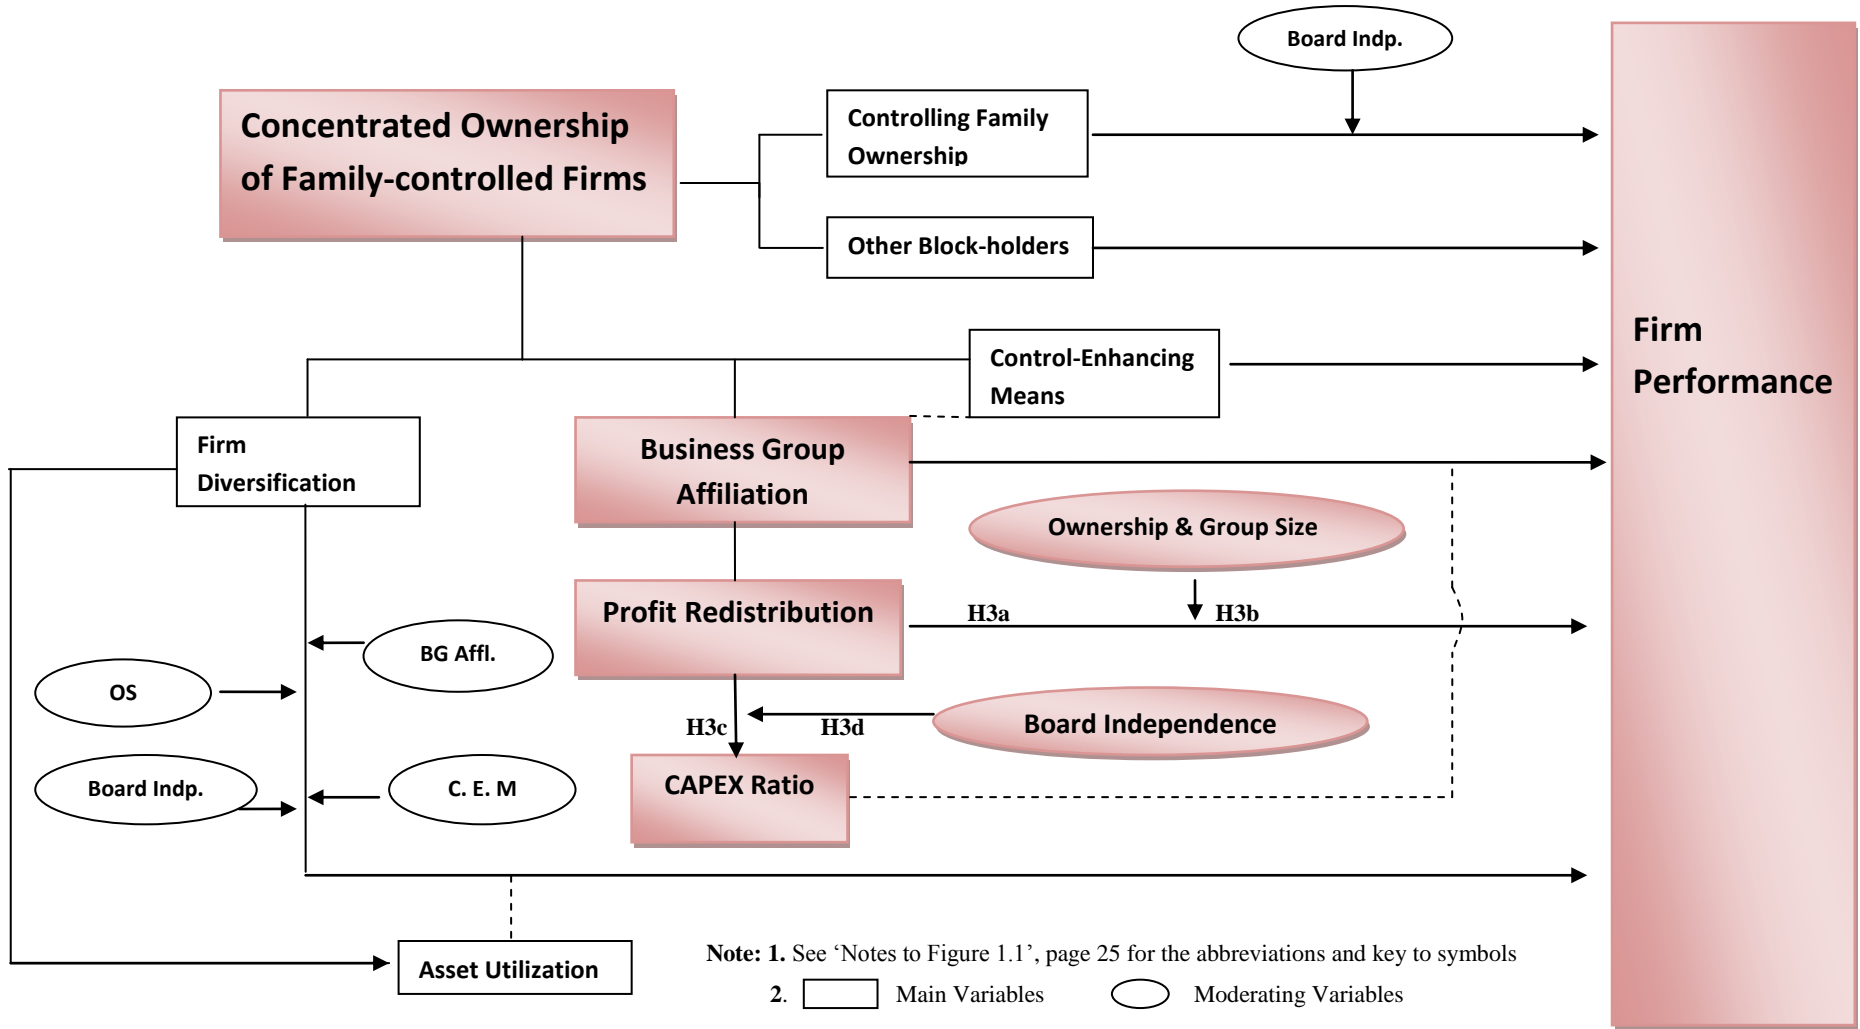 Board Indp.
Concentrated Ownership
of Family-controlled Firms
Controlling Family
Ownership
Other Block-holders
Firm
Performance
Control-Enhancing
Means
Firm
Diversification
Business Group
Affiliation
Ownership & Group Size
Profit Redistribution
H3a
H3b
BG Affl.
OS
H3c
H3d
Board Independence
Board Indp.
C. E. M
CAPEX Ratio
Asset Utilization
Note: 1. See ‘Notes to Figure 1.1’, page 25 for the abbreviations and key to symbols
2. Main Variables Moderating Variables